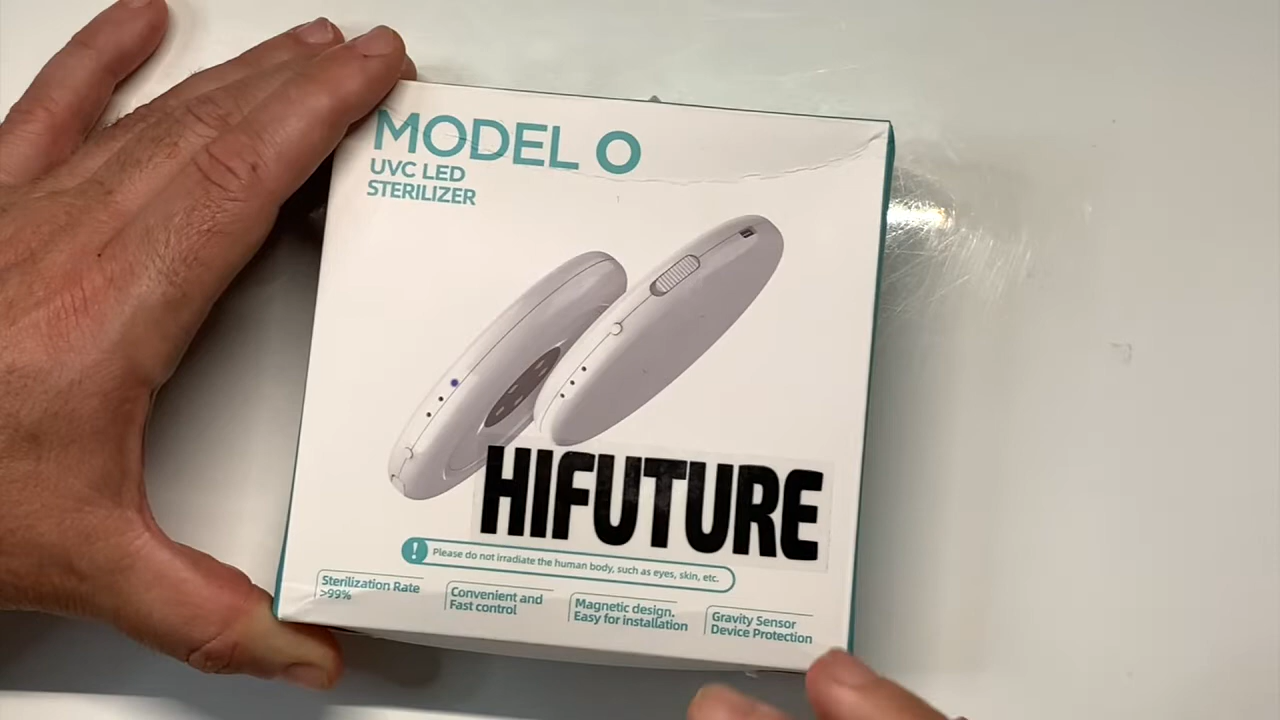 MODEL O
UVC LED
STERILIZER
HIFUTURE
! Please do not irradiate the human body, such as eyes, skin, etc.
Sterilization Rate
>99%
Convenient and
Fast control
Magnetic design.
Easy for installation
Gravity Sensor
Device Protection